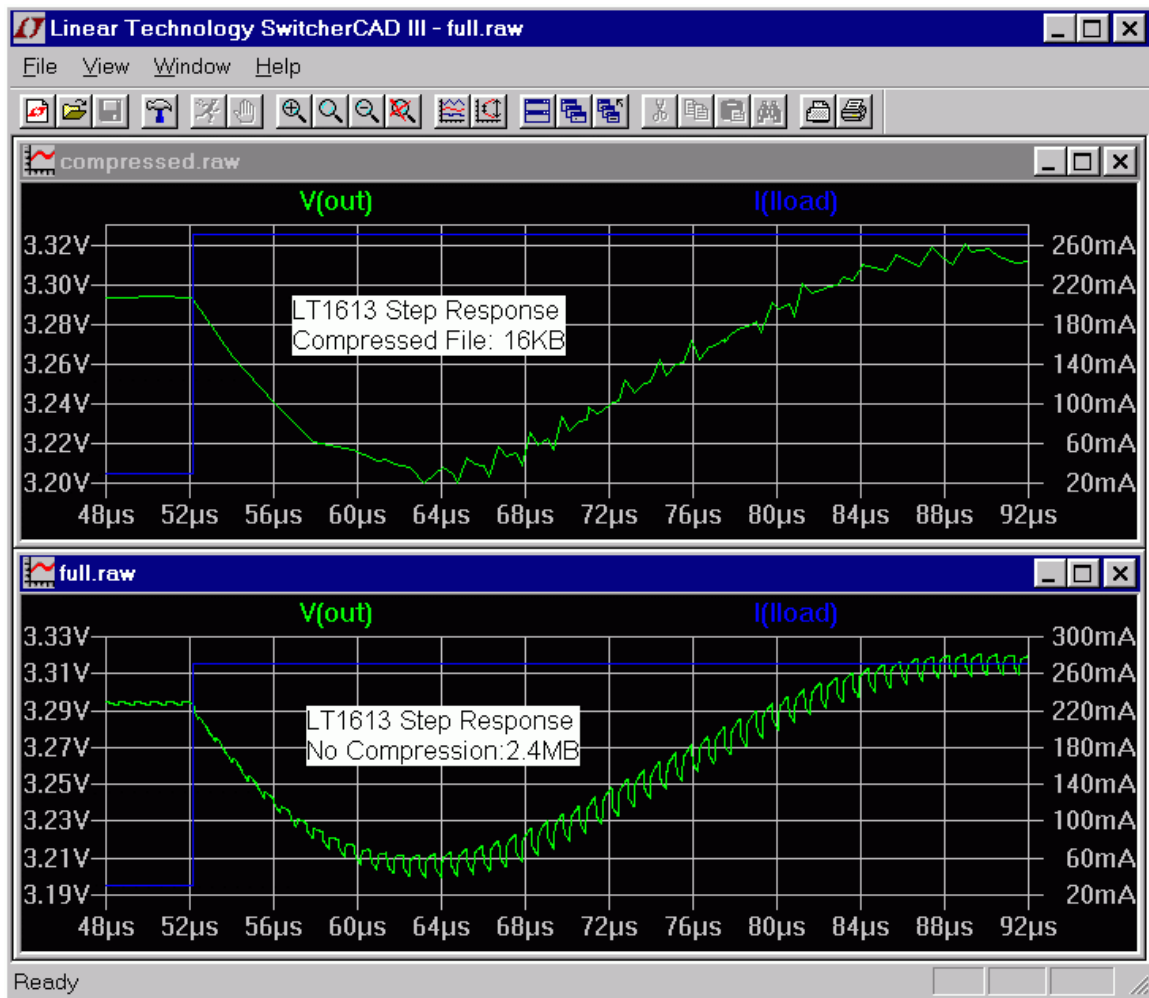 Linear Technology SwitcherCAD III - full.raw
File View Window Help
compressed.raw
V(out) I(Iload)
3.32V 260mA
3.30V 220mA
3.28V 180mA
3.26V 140mA
3.24V 100mA
3.22V 60mA
3.20V 20mA
LT1613 Step Response
Compressed File: 16KB
48µs 52µs 56µs 60µs 64µs 68µs 72µs 76µs 80µs 84µs 88µs 92µs
full.raw
V(out) I(Iload)
3.33V 300mA
3.31V 260mA
3.29V 220mA
3.27V 180mA
3.25V 140mA
3.23V 100mA
3.21V 60mA
3.19V 20mA
LT1613 Step Response
No Compression:2.4MB
48µs 52µs 56µs 60µs 64µs 68µs 72µs 76µs 80µs 84µs 88µs 92µs
Ready